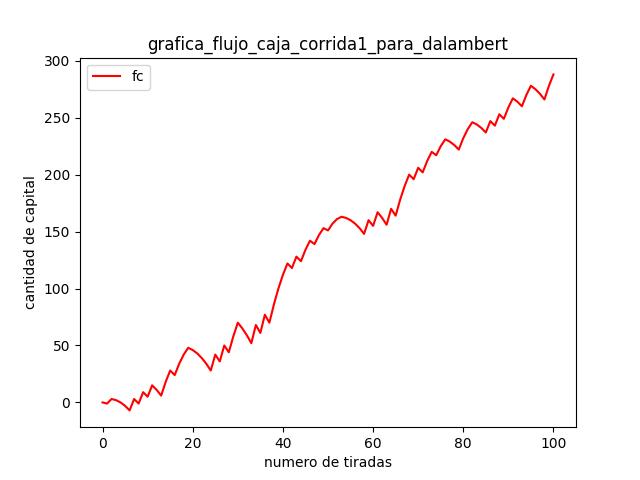 grafica_flujo_caja_corrida1_para_dalambert
fc
cantidad de capital
300
250
200
150
100
50
0
0 20 40 60 80 100
numero de tiradas